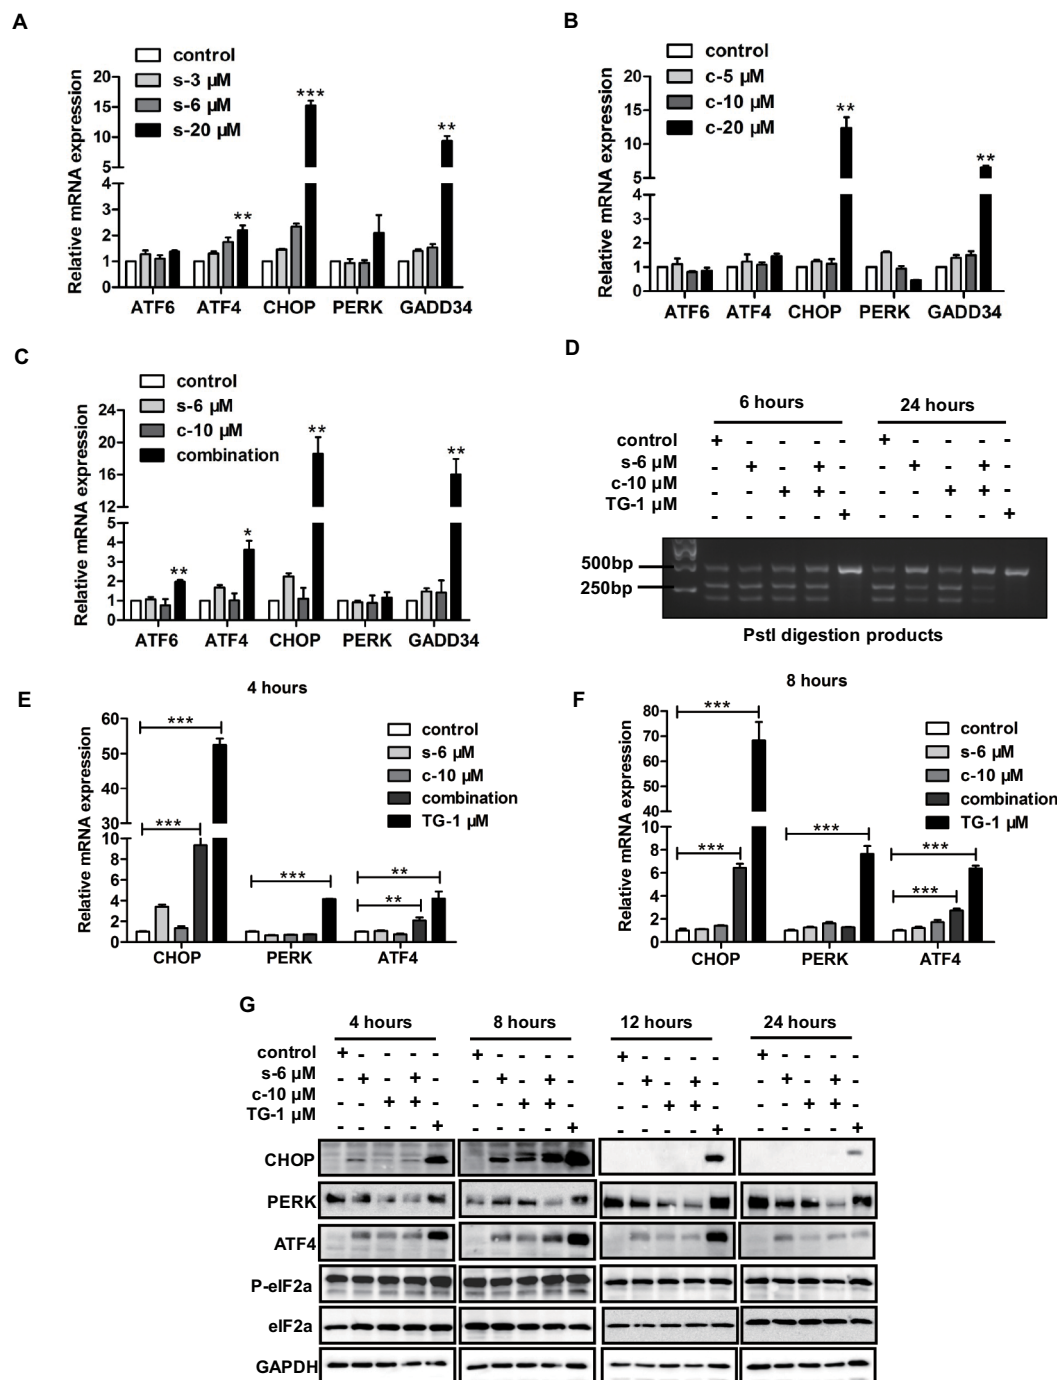 A
control
s-3 µM
s-6 µM
s-20 µM
Relative mRNA expression
20
15
10
5
4
3
2
1
0
***
**
**
ATF6 ATF4 CHOP PERK GADD34
B
control
c-5 µM
c-10 µM
c-20 µM
Relative mRNA expression
20
15
10
5
4
3
2
1
0
**
**
ATF6 ATF4 CHOP PERK GADD34
C
control
s-6 µM
c-10 µM
combination
Relative mRNA expression
24
20
16
12
5
4
3
2
1
0
**
*
**
**
ATF6 ATF4 CHOP PERK GADD34
D
6 hours 24 hours
control + - - - - + - - - -
s-6 µM - + - + - - + - + -
c-10 µM - - + + - - - + + -
TG-1 µM - - - - + - - - - +
500bp
250bp
PstI digestion products
E
4 hours
control
s-6 µM
c-10 µM
combination
TG-1 µM
Relative mRNA expression
60
50
40
30
10
8
6
4
2
0
***
***
***
**
**
CHOP PERK ATF4
F
8 hours
control
s-6 µM
c-10 µM
combination
TG-1 µM
Relative mRNA expression
80
70
60
50
40
10
8
6
4
2
0
***
***
***
***
***
CHOP PERK ATF4
G
4 hours 8 hours 12 hours 24 hours
control + - - - - + - - - - + - - - - + - - - -
s-6 µM - + - + - - + - + - - + - + - - + - + -
c-10 µM - - + + - - - + + - - - + + - - - + + -
TG-1 µM - - - - + - - - - + - - - - + - - - - +
CHOP
PERK
ATF4
P-eIF2a
eIF2a
GAPDH